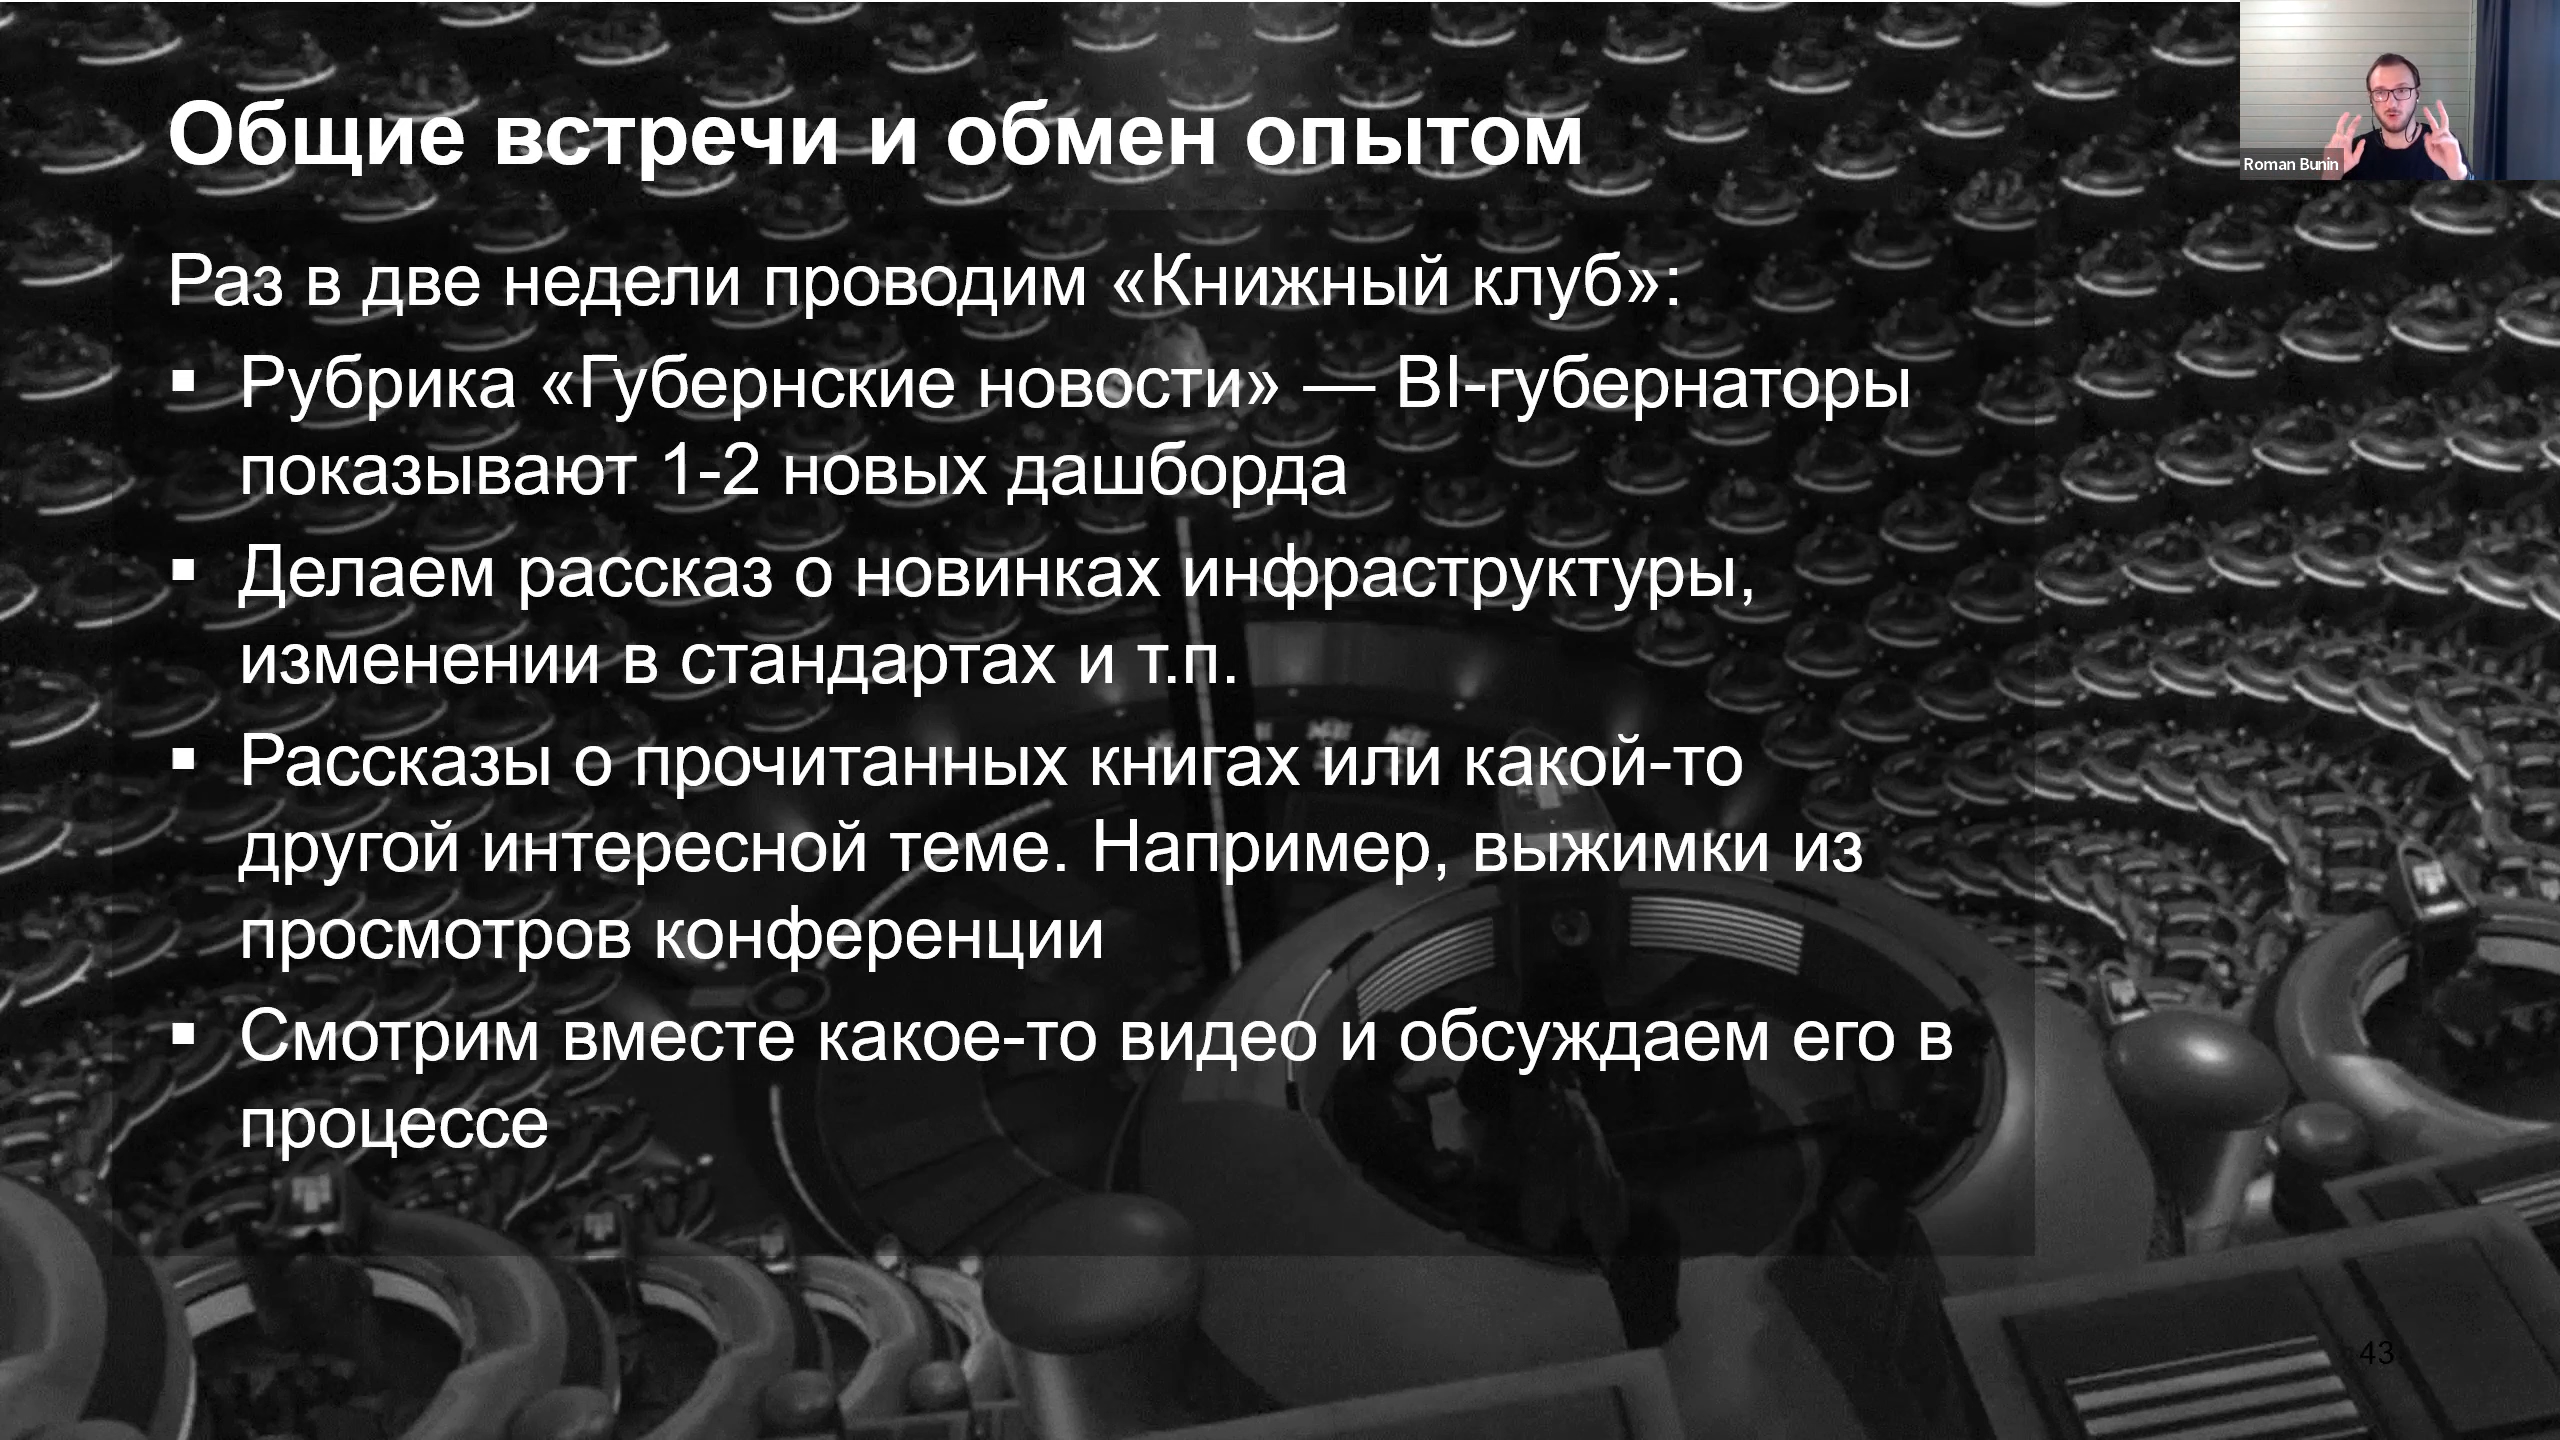 Общие встречи и обмен опытом
Roman Bunin
Раз в две недели проводим «Книжный клуб»:
▪ Рубрика «Губернские новости» — BI-губернаторы
показывают 1-2 новых дашборда
▪ Делаем рассказ о новинках инфраструктуры,
изменении в стандартах и т.п.
▪ Рассказы о прочитанных книгах или какой-то
другой интересной теме. Например, выжимки из
просмотров конференции
▪ Смотрим вместе какое-то видео и обсуждаем его в
процессе
43